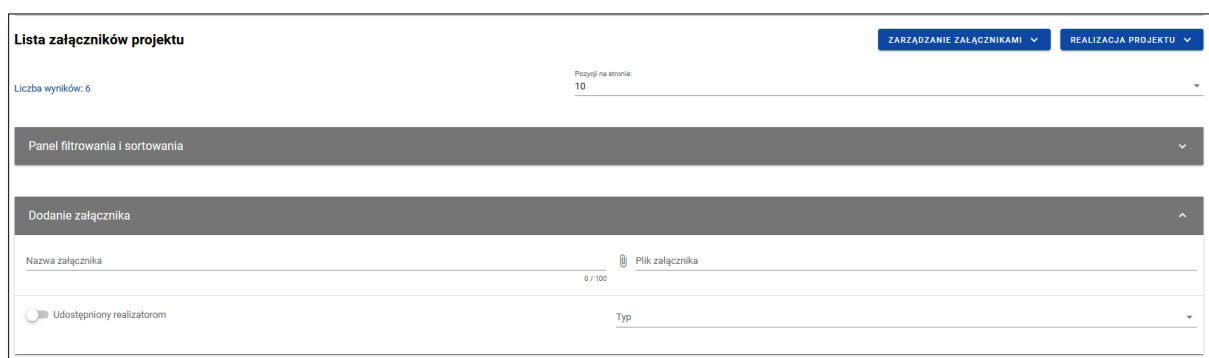 Lista załączników projektu
ZARZĄDZANIE ZAŁĄCZNIKAMI
REALIZACJA PROJEKTU
Liczba wyników: 6
Pozycji na stronie:
10
Panel filtrowania i sortowania
Dodanie załącznika
Nazwa załącznika
0 / 100
Plik załącznika
Udostępniony realizatorom
Typ